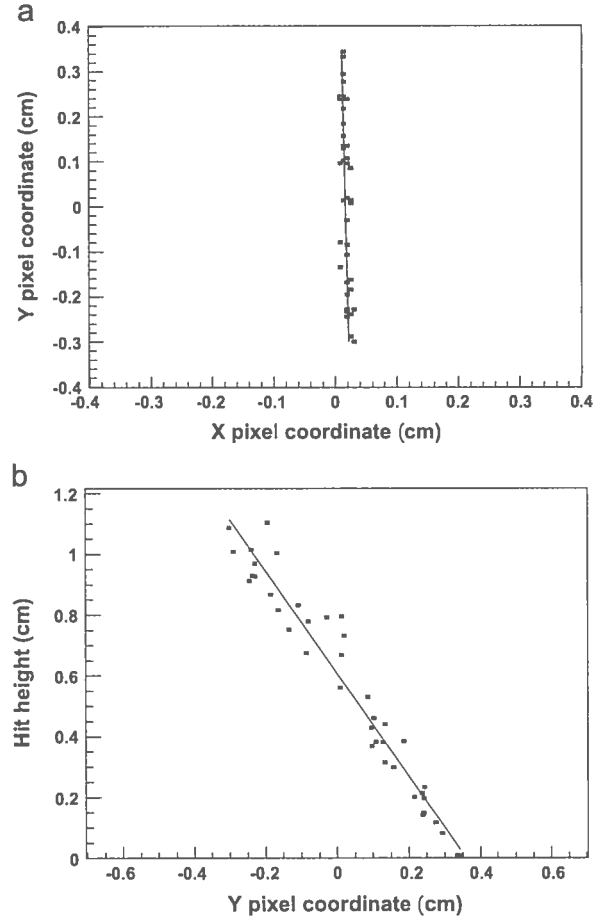 a
0.4
0.3
0.2
0.1
0
-0.1
-0.2
-0.3
-0.4
Y pixel coordinate (cm)
-0.4 -0.3 -0.2 -0.1 0 0.1 0.2 0.3 0.4
X pixel coordinate (cm)
b
1.2
1
0.8
0.6
0.4
0.2
0
Hit height (cm)
-0.6 -0.4 -0.2 0 0.2 0.4 0.6
Y pixel coordinate (cm)